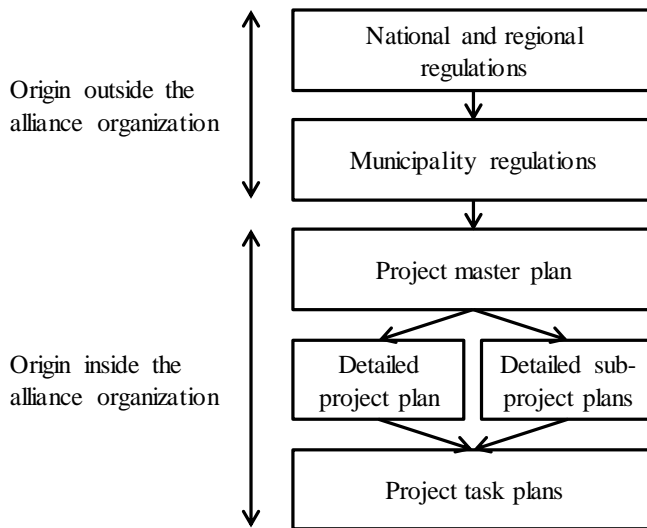 National and regional
regulations
Origin outside the
alliance organization
Municipality regulations
Project master plan
Origin inside the
alliance organization
Detailed
project plan
Detailed sub-
project plans
Project task plans